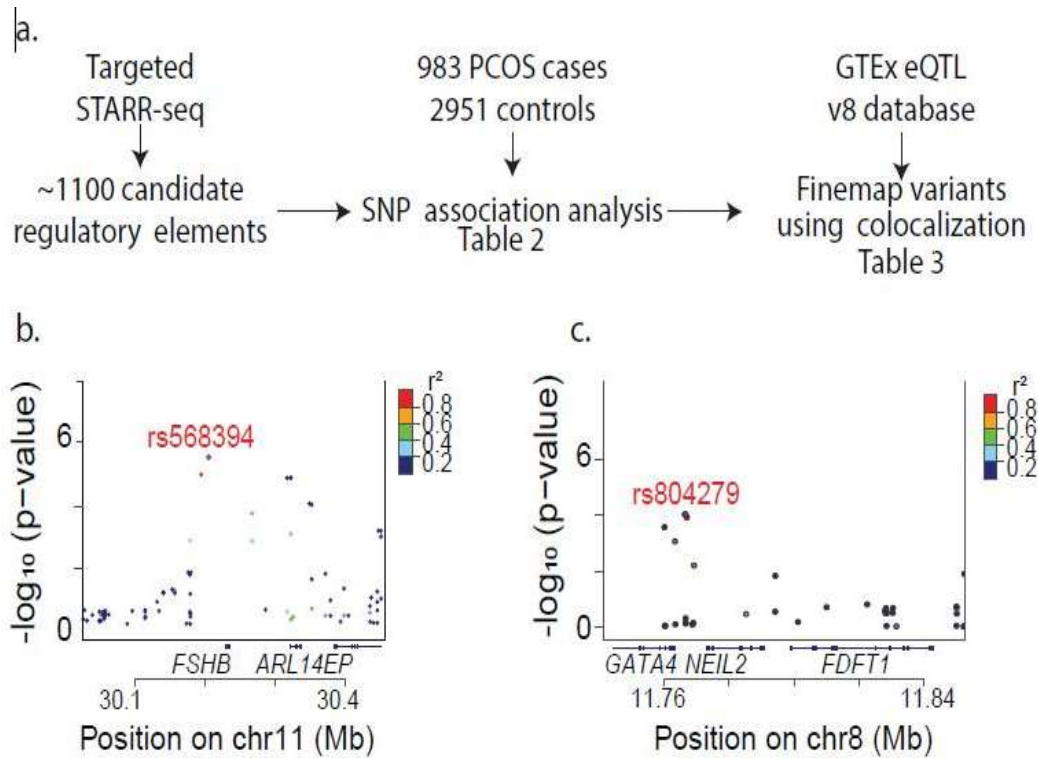 a.
Targeted
STARR-seq
983 PCOS cases
2951 controls
GTEx eQTL
v8 database
~1100 candidate
regulatory elements
SNP association analysis
Table 2
Finemap variants
using colocalization
Table 3
b.
-log₁₀ (p-value)
6
0
rs568394
r²
0.8
0.6
0.4
0.2
FSHB ARL14EP
30.1 30.4
Position on chr11 (Mb)
c.
-log₁₀ (p-value)
6
0
rs804279
r²
0.8
0.6
0.4
0.2
GATA4 NEIL2 FDFT1
11.76 11.84
Position on chr8 (Mb)